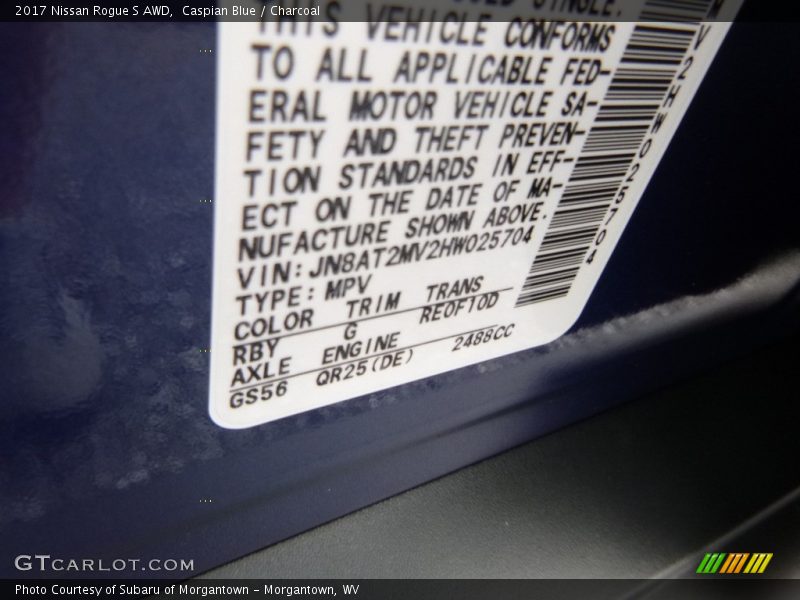 2017 Nissan Rogue S AWD, Caspian Blue / Charcoal
SINGLE.
THIS VEHICLE CONFORMS
TO ALL APPLICABLE FED-
ERAL MOTOR VEHICLE SA-
FETY AND THEFT PREVEN-
TION STANDARDS IN EFF-
ECT ON THE DATE OF MA-
NUFACTURE SHOWN ABOVE.
VIN: JN8AT2MV2HW025704
TYPE: MPV
COLOR TRIM TRANS
RBY G RE0F10D
AXLE ENGINE
GS56 QR25(DE) 2488CC
V2HW025704
GTCARLOT.COM
Photo Courtesy of Subaru of Morgantown - Morgantown, WV